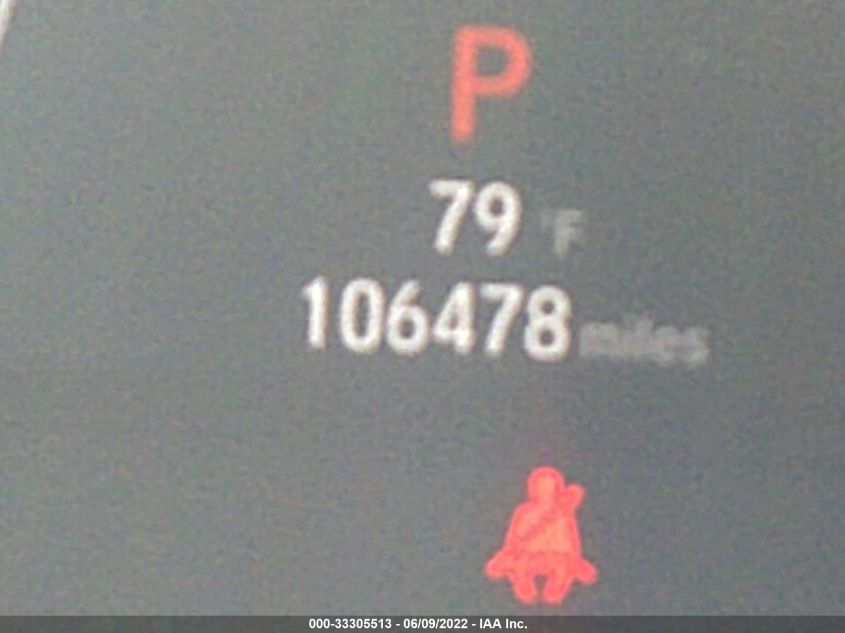 P
79 °F
106478 miles
000-33305513 - 06/09/2022 - IAA Inc.